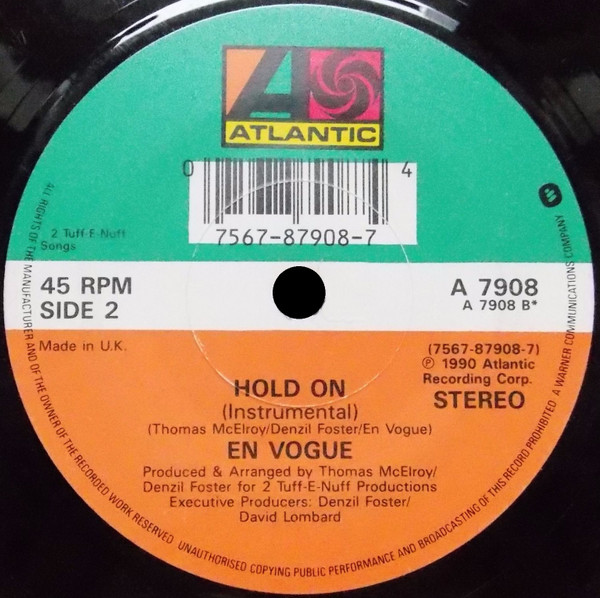 ATLANTIC
0 4
7567-87908-7
2 Tuff-E-Nuff
Songs
45 RPM
SIDE 2
A 7908
A 7908 B*
Made in U.K.
(7567-87908-7)
℗ 1990 Atlantic
Recording Corp.
STEREO
HOLD ON
(Instrumental)
(Thomas McElroy/Denzil Foster/En Vogue)
EN VOGUE
Produced & Arranged by Thomas McElroy/
Denzil Foster for 2 Tuff-E-Nuff Productions
Executive Producers: Denzil Foster/
David Lombard
ALL RIGHTS OF THE MANUFACTURER AND OF THE OWNER OF THE RECORDED WORK RESERVED UNAUTHORISED COPYING PUBLIC PERFORMANCE AND BROADCASTING OF THIS RECORD PROHIBITED A WARNER COMMUNICATIONS COMPANY